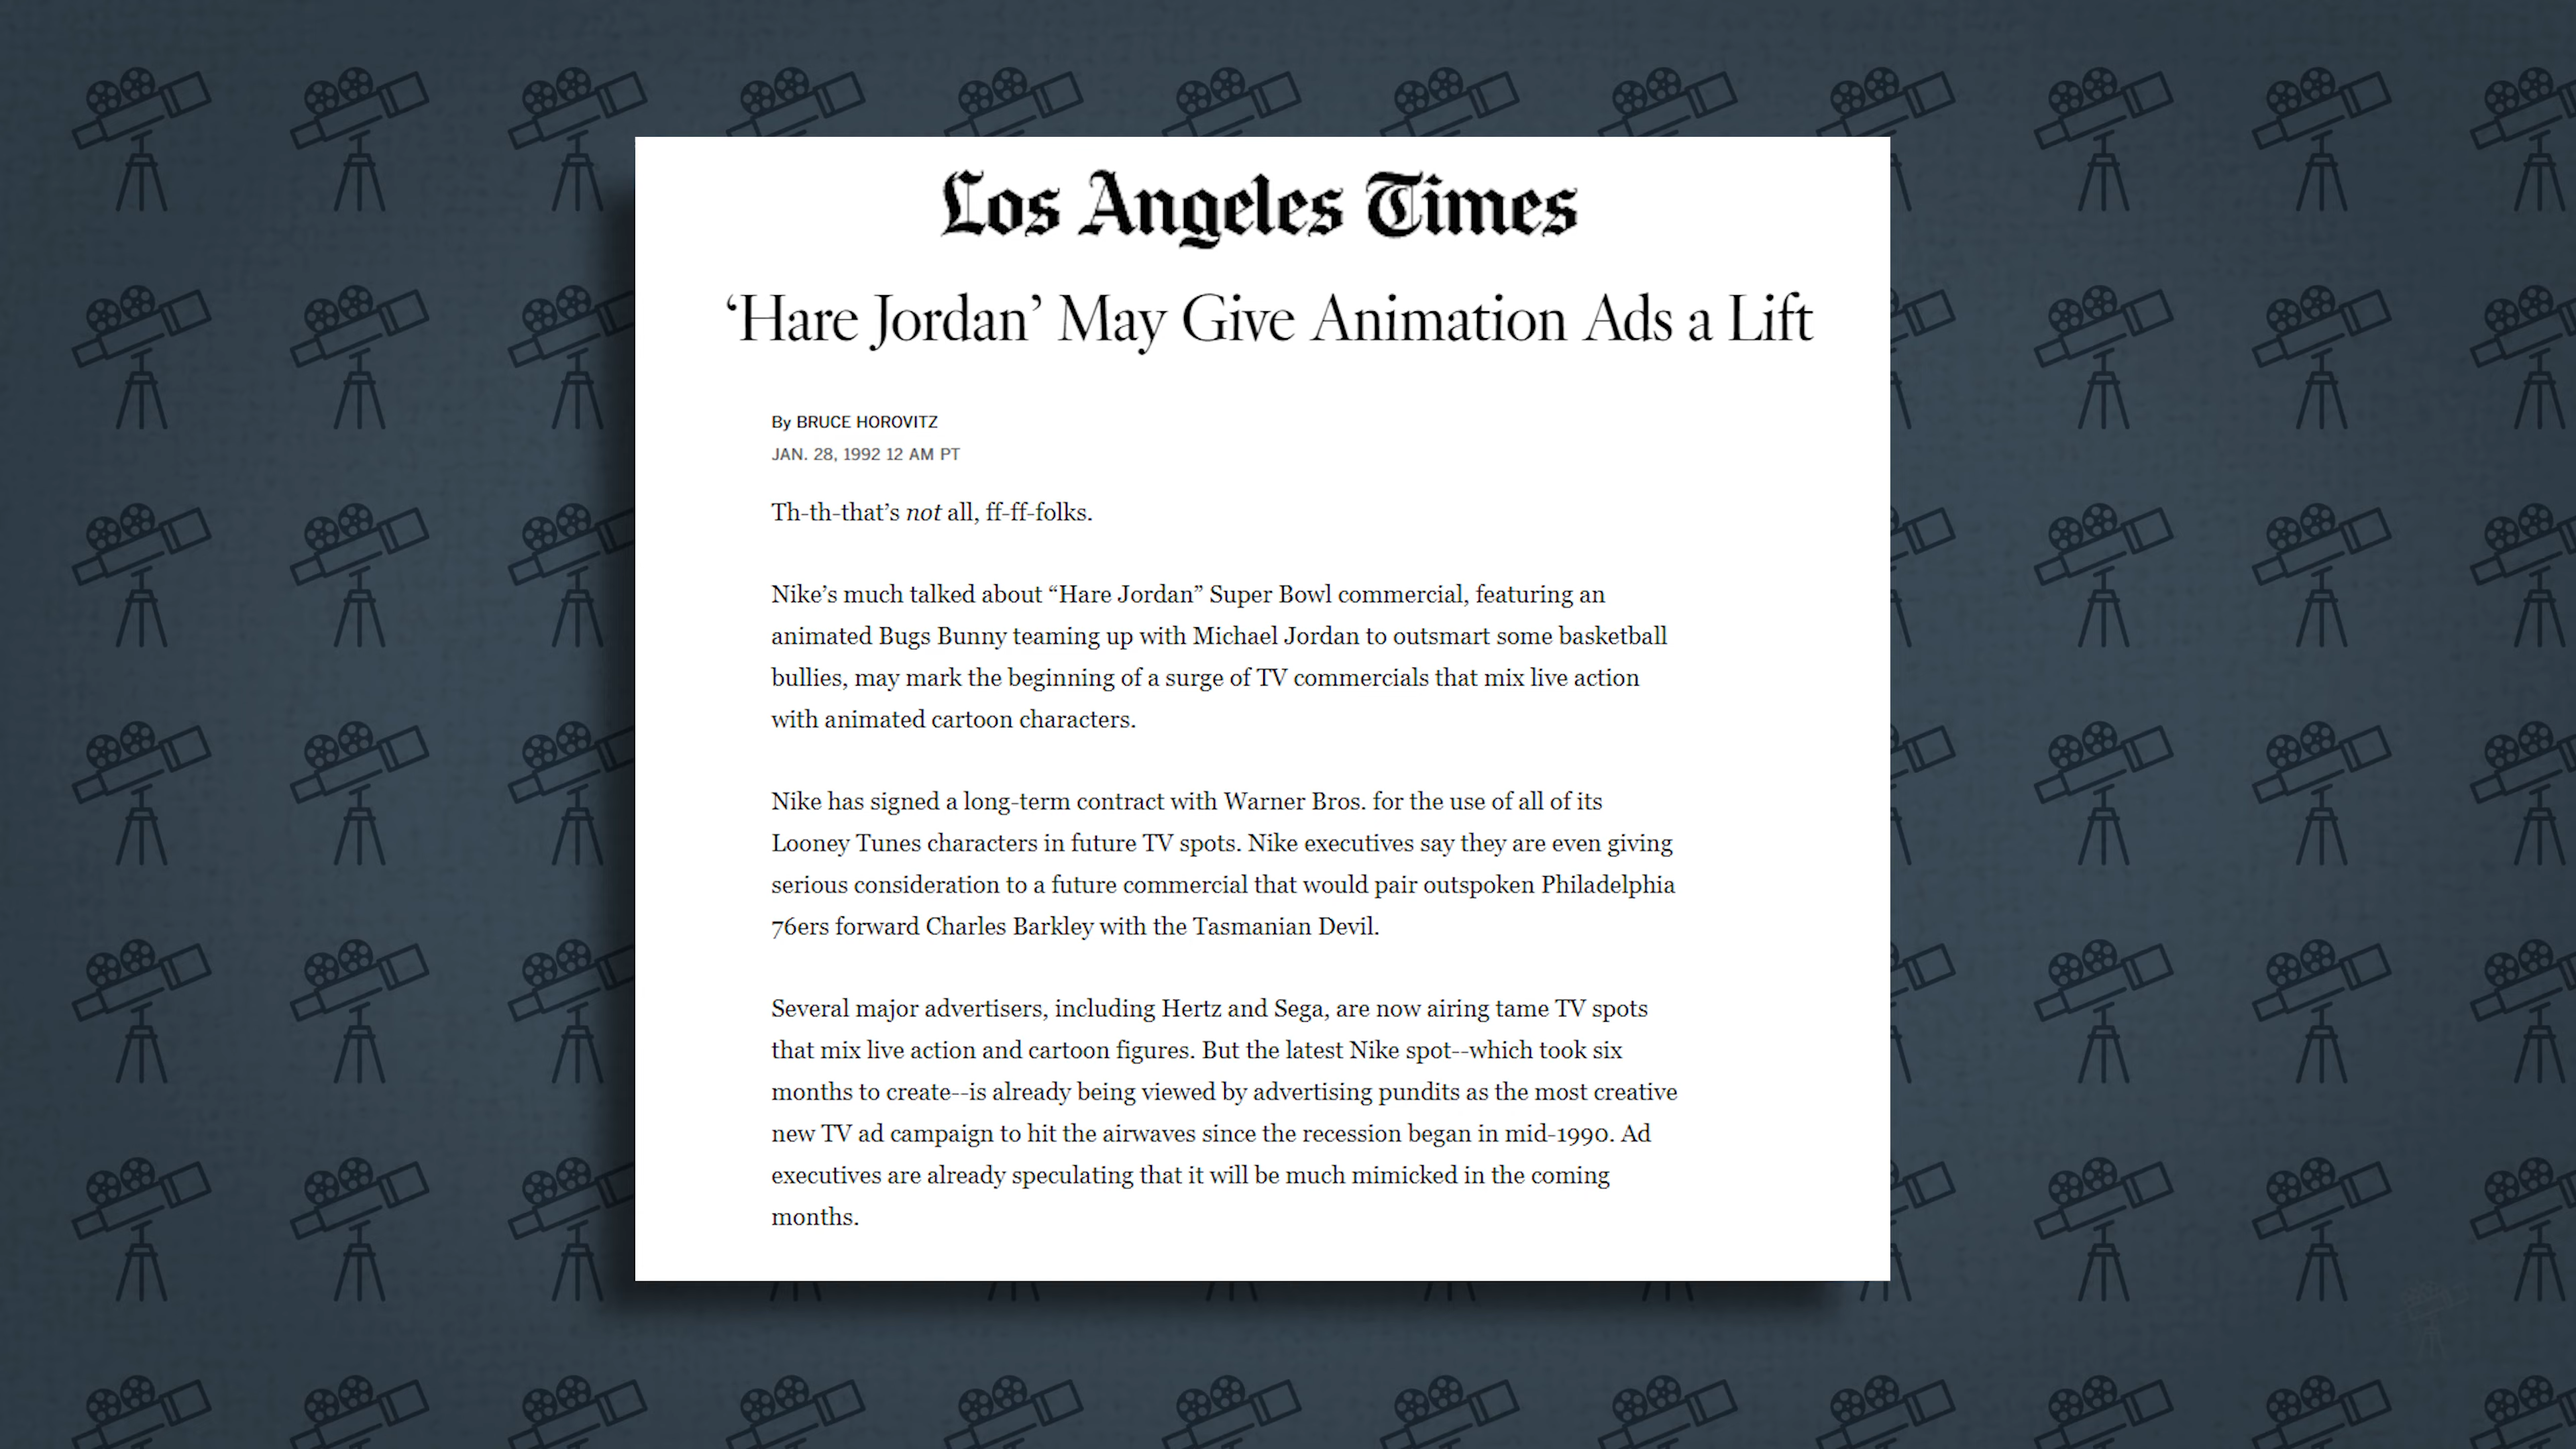 Los Angeles Times
‘Hare Jordan’ May Give Animation Ads a Lift
By BRUCE HOROVITZ
JAN. 28, 1992 12 AM PT
Th-th-that’s not all, ff-ff-folks.
Nike’s much talked about “Hare Jordan” Super Bowl commercial, featuring an
animated Bugs Bunny teaming up with Michael Jordan to outsmart some basketball
bullies, may mark the beginning of a surge of TV commercials that mix live action
with animated cartoon characters.
Nike has signed a long-term contract with Warner Bros. for the use of all of its
Looney Tunes characters in future TV spots. Nike executives say they are even giving
serious consideration to a future commercial that would pair outspoken Philadelphia
76ers forward Charles Barkley with the Tasmanian Devil.
Several major advertisers, including Hertz and Sega, are now airing tame TV spots
that mix live action and cartoon figures. But the latest Nike spot--which took six
months to create--is already being viewed by advertising pundits as the most creative
new TV ad campaign to hit the airwaves since the recession began in mid-1990. Ad
executives are already speculating that it will be much mimicked in the coming
months.